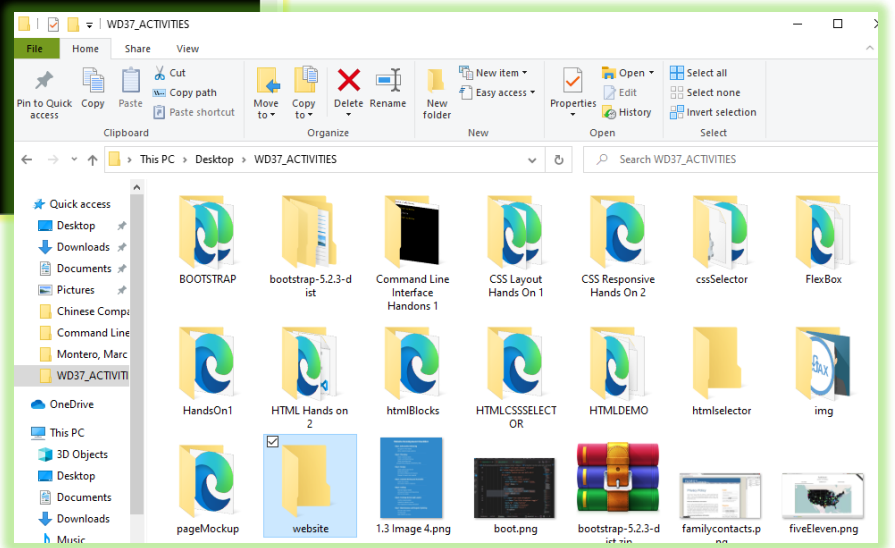 WD37_ACTIVITIES
File Home Share View
Pin to Quick access
Copy
Paste
Cut
Copy path
Paste shortcut
Move to
Copy to
Delete
Rename
New folder
New item
Easy access
Properties
Open
Edit
History
Select all
Select none
Invert selection
Clipboard Organize New Open Select
This PC > Desktop > WD37_ACTIVITIES
Search WD37_ACTIVITIES
Quick access
Desktop
Downloads
Documents
Pictures
Chinese Compa
Command Line
Montero, Marc
WD37_ACTIVITI
OneDrive
This PC
3D Objects
Desktop
Documents
Downloads
Music
BOOTSTRAP
bootstrap-5.2.3-d
ist
Command Line
Interface
Handons 1
CSS Layout
Hands On 1
CSS Responsive
Hands On 2
cssSelector
FlexBox
HandsOn1
HTML Hands on
2
htmlBlocks
HTMLCSSSELECT
OR
HTMLDEMO
htmlselector
img
pageMockup
website
1.3 Image 4.png
boot.png
bootstrap-5.2.3-d
ist.zip
familycontacts.p
ng
fiveEleven.png